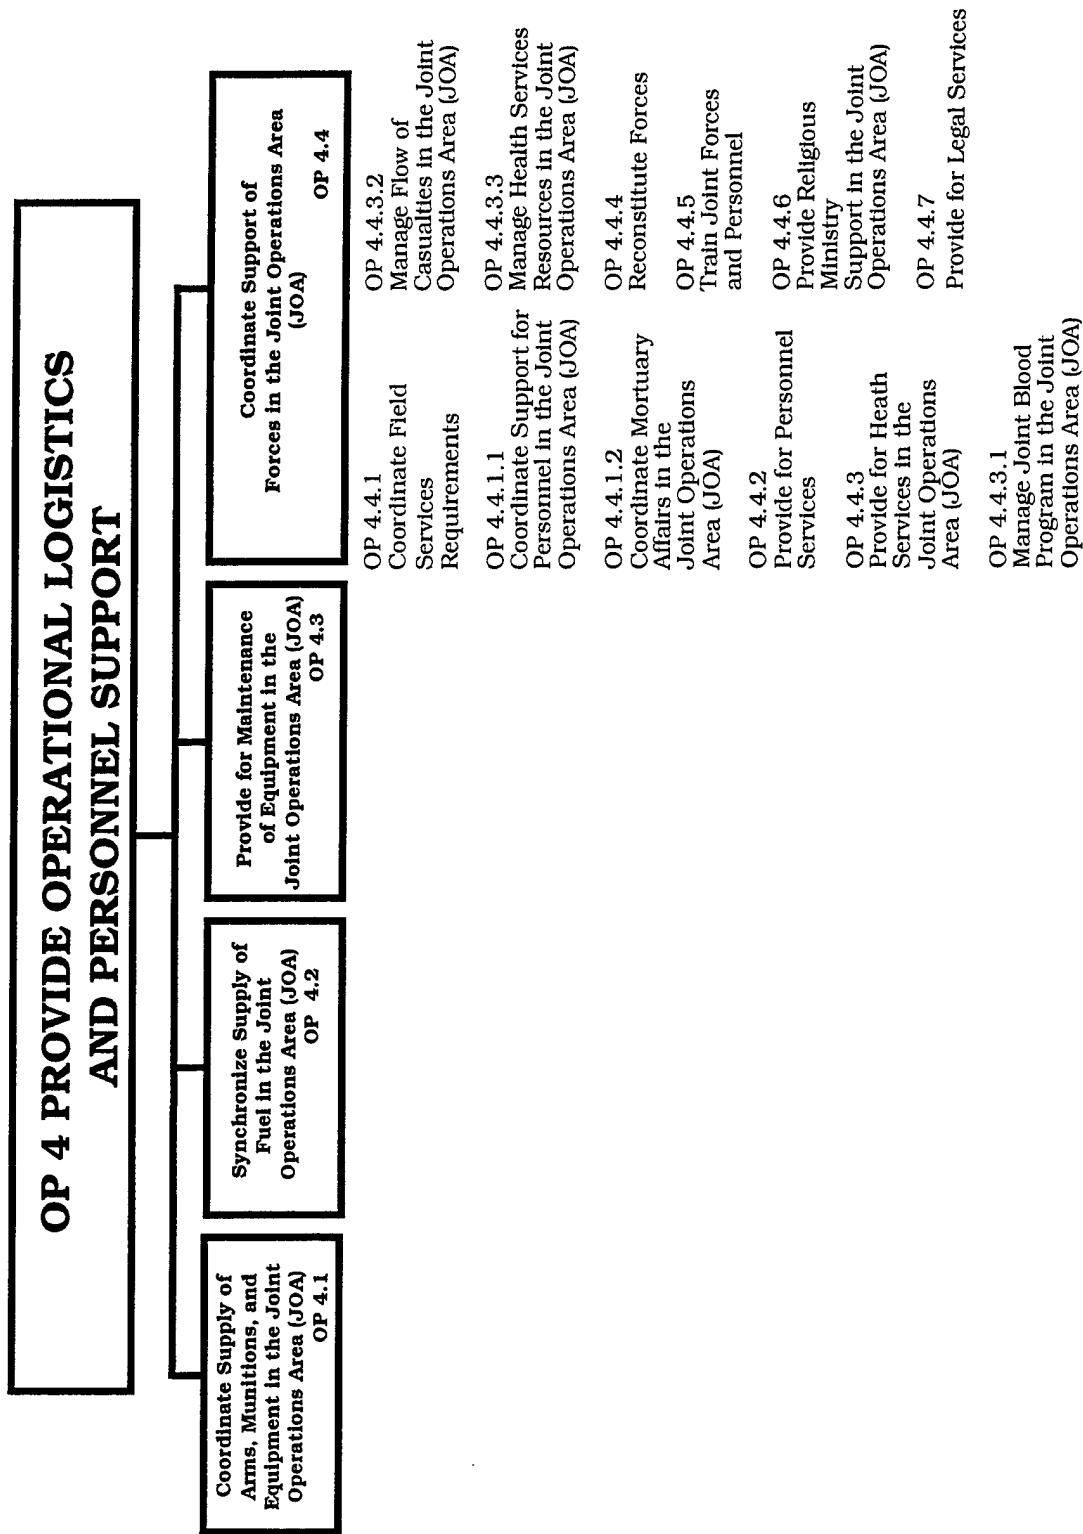 OP 4 PROVIDE OPERATIONAL LOGISTICS
AND PERSONNEL SUPPORT
Coordinate Supply of
Arms, Munitions, and
Equipment in the Joint
Operations Area (JOA)
OP 4.1
Synchronize Supply of
Fuel in the Joint
Operations Area (JOA)
OP 4.2
Provide for Maintenance
of Equipment in the
Joint Operations Area (JOA)
OP 4.3
Coordinate Support of
Forces in the Joint Operations Area
(JOA)
OP 4.4
OP 4.4.1
Coordinate Field
Services
Requirements
OP 4.4.1.1
Coordinate Support for
Personnel in the Joint
Operations Area (JOA)
OP 4.4.1.2
Coordinate Mortuary
Affairs in the
Joint Operations
Area (JOA)
OP 4.4.2
Provide for Personnel
Services
OP 4.4.3
Provide for Heath
Services in the
Joint Operations
Area (JOA)
OP 4.4.3.1
Manage Joint Blood
Program in the Joint
Operations Area (JOA)
OP 4.4.3.2
Manage Flow of
Casualties in the Joint
Operations Area (JOA)
OP 4.4.3.3
Manage Health Services
Resources in the Joint
Operations Area (JOA)
OP 4.4.4
Reconstitute Forces
OP 4.4.5
Train Joint Forces
and Personnel
OP 4.4.6
Provide Religious
Ministry
Support in the Joint
Operations Area (JOA)
OP 4.4.7
Provide for Legal Services